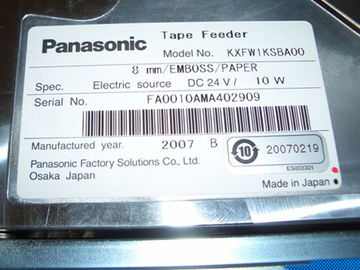 Tape Feeder
Panasonic Model No. KXFW1KSBA00
8 mm/EMBOSS/PAPER
Spec. Electric source DC 24 V / 10 W
Serial No. FA0010AMA402909
Manufactured year. 2007 B
Panasonic Factory Solutions Co., Ltd.
Osaka Japan
10 20070219
ES003301
Made in Japan